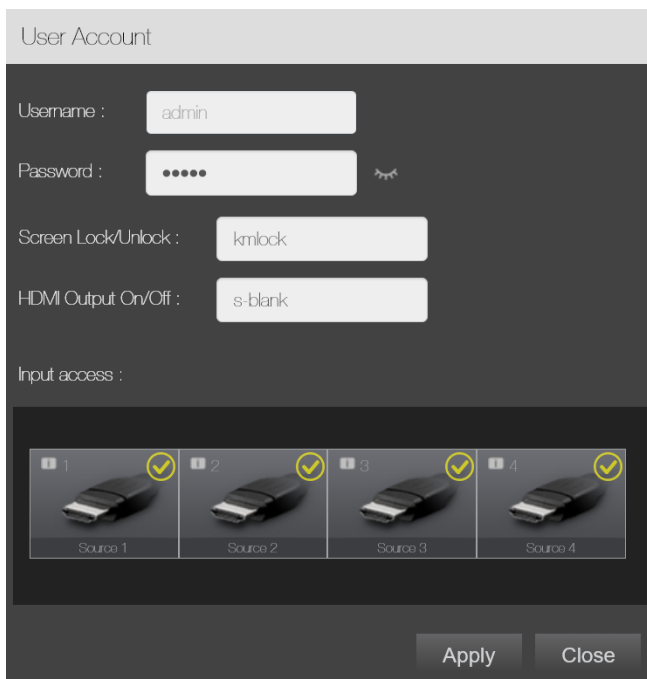 User Account
Username : admin
Password : •••••
Screen Lock/Unlock : kmlock
HDMI Output On/Off : s-blank
Input access :
1 2 3 4
Source 1 Source 2 Source 3 Source 4
Apply Close